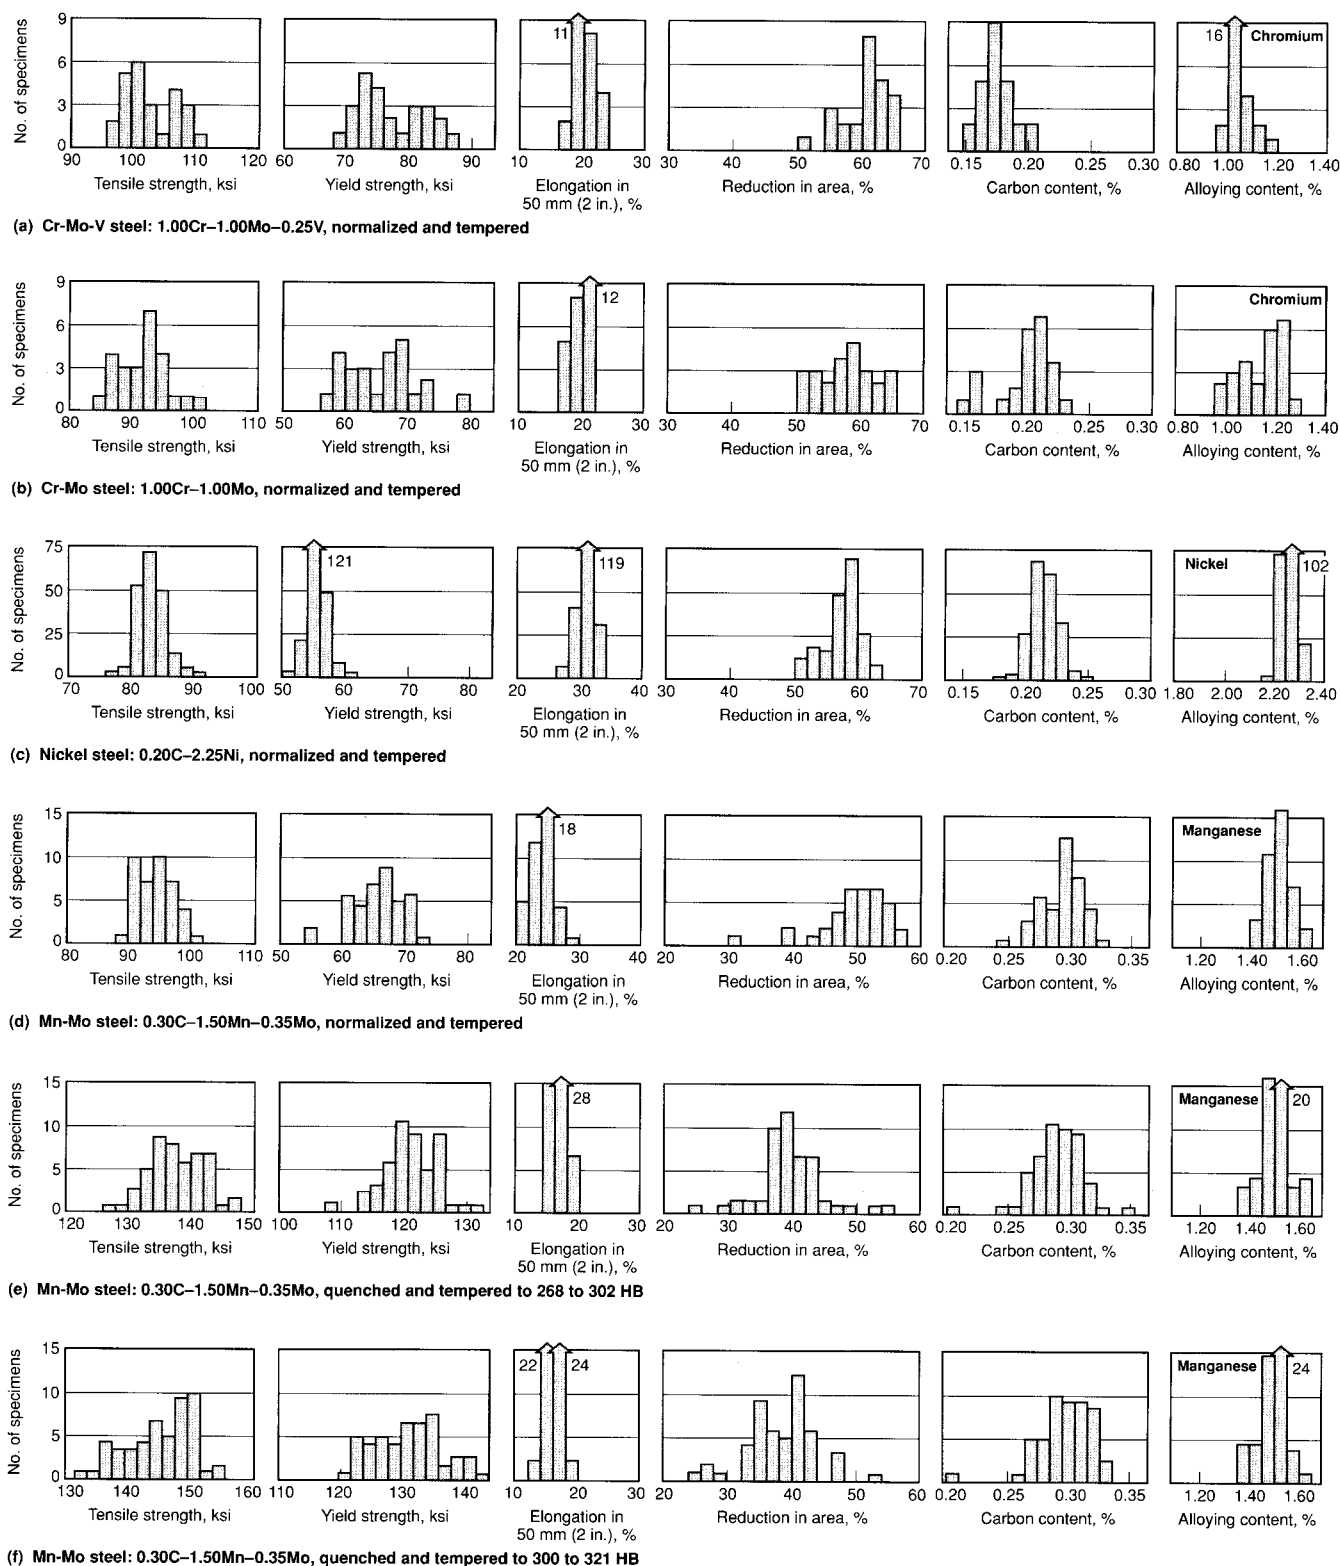 9
6
3
0
No. of specimens
90 100 110 120
Tensile strength, ksi
60 70 80 90
Yield strength, ksi
11
10 20 30
Elongation in
50 mm (2 in.), %
30 40 50 60 70
Reduction in area, %
0.15 0.20 0.25 0.30
Carbon content, %
16 Chromium
0.80 1.00 1.20 1.40
Alloying content, %
(a) Cr-Mo-V steel: 1.00Cr–1.00Mo–0.25V, normalized and tempered
9
6
3
0
No. of specimens
80 90 100 110
Tensile strength, ksi
50 60 70 80
Yield strength, ksi
12
10 20 30
Elongation in
50 mm (2 in.), %
30 40 50 60 70
Reduction in area, %
0.15 0.20 0.25 0.30
Carbon content, %
Chromium
0.80 1.00 1.20 1.40
Alloying content, %
(b) Cr-Mo steel: 1.00Cr–1.00Mo, normalized and tempered
75
50
25
0
No. of specimens
70 80 90 100
Tensile strength, ksi
121
50 60 70 80
Yield strength, ksi
119
20 30 40
Elongation in
50 mm (2 in.), %
30 40 50 60 70
Reduction in area, %
0.15 0.20 0.25 0.30
Carbon content, %
Nickel 102
1.80 2.00 2.20 2.40
Alloying content, %
(c) Nickel steel: 0.20C–2.25Ni, normalized and tempered
15
10
5
0
No. of specimens
80 90 100 110
Tensile strength, ksi
50 60 70 80
Yield strength, ksi
18
20 30 40
Elongation in
50 mm (2 in.), %
20 30 40 50 60
Reduction in area, %
0.20 0.25 0.30 0.35
Carbon content, %
Manganese
1.20 1.40 1.60
Alloying content, %
(d) Mn-Mo steel: 0.30C–1.50Mn–0.35Mo, normalized and tempered
15
10
5
0
No. of specimens
120 130 140 150
Tensile strength, ksi
100 110 120 130
Yield strength, ksi
28
10 20 30
Elongation in
50 mm (2 in.), %
20 30 40 50 60
Reduction in area, %
0.20 0.25 0.30 0.35
Carbon content, %
Manganese 20
1.20 1.40 1.60
Alloying content, %
(e) Mn-Mo steel: 0.30C–1.50Mn–0.35Mo, quenched and tempered to 268 to 302 HB
15
10
5
0
No. of specimens
130 140 150 160
Tensile strength, ksi
110 120 130 140
Yield strength, ksi
22 24
10 20 30
Elongation in
50 mm (2 in.), %
20 30 40 50 60
Reduction in area, %
0.20 0.25 0.30 0.35
Carbon content, %
Manganese 24
1.20 1.40 1.60
Alloying content, %
(f) Mn-Mo steel: 0.30C–1.50Mn–0.35Mo, quenched and tempered to 300 to 321 HB